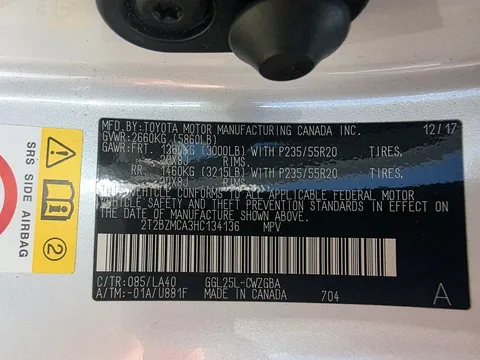 MFD. BY:TOYOTA MOTOR MANUFACTURING CANADA INC. 12/17
GVWR:2660KG (5860LB)
GAWR:FRT. 1360KG (3000LB) WITH P235/55R20 TIRES,
20X8J RIMS,
RR. 1460KG (3215LB) WITH P235/55R20 TIRES,
20X8J RIMS.
THIS VEHICLE CONFORMS TO ALL APPLICABLE FEDERAL MOTOR
VEHICLE SAFETY AND THEFT PREVENTION STANDARDS IN EFFECT ON THE
DATE OF MANUFACTURE SHOWN ABOVE.
2T2BZMCA3HC134136 MPV
C/TR:085/LA40 GGL25L-CWZGBA
A/TM:-01A/U881F MADE IN CANADA 704 A
SRS SIDE AIRBAG
2